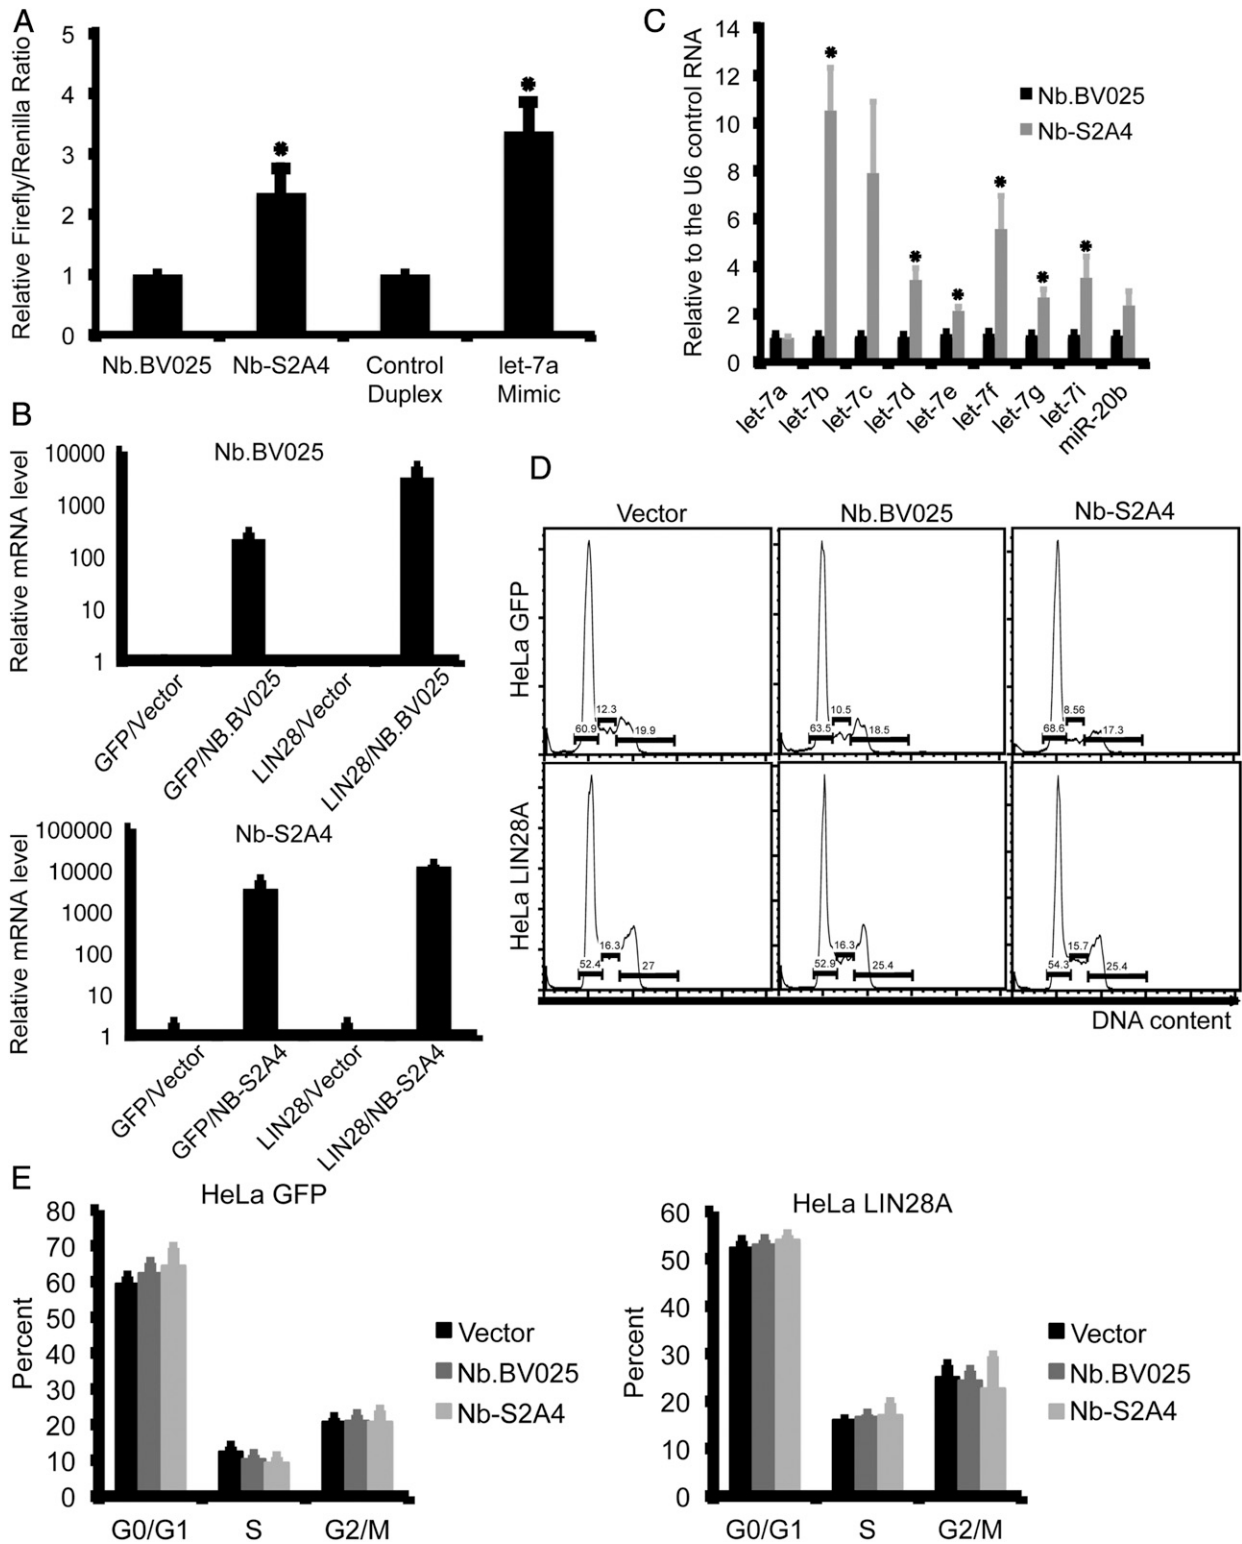 A
Relative Firefly/Renilla Ratio
5
4
3
2
1
0
*
*
Nb.BV025
Nb-S2A4
Control
Duplex
let-7a
Mimic
C
Relative to the U6 control RNA
14
12
10
8
6
4
2
0
*
*
*
*
*
*
Nb.BV025
Nb-S2A4
let-7a
let-7b
let-7c
let-7d
let-7e
let-7f
let-7g
let-7i
miR-20b
B
Nb.BV025
Relative mRNA level
10000
1000
100
10
1
GFP/Vector
GFP/NB.BV025
LIN28/Vector
LIN28/NB.BV025
Nb-S2A4
Relative mRNA level
100000
10000
1000
100
10
1
GFP/Vector
GFP/NB-S2A4
LIN28/Vector
LIN28/NB-S2A4
D
Vector
Nb.BV025
Nb-S2A4
HeLa GFP
60.9
12.3
19.9
63.5
10.5
18.5
68.6
8.56
17.3
HeLa LIN28A
52.4
16.3
27
52.9
16.3
25.4
54.3
15.7
25.4
DNA content
E
HeLa GFP
Percent
80
70
60
50
40
30
20
10
0
G0/G1
S
G2/M
Vector
Nb.BV025
Nb-S2A4
HeLa LIN28A
Percent
60
50
40
30
20
10
0
G0/G1
S
G2/M
Vector
Nb.BV025
Nb-S2A4